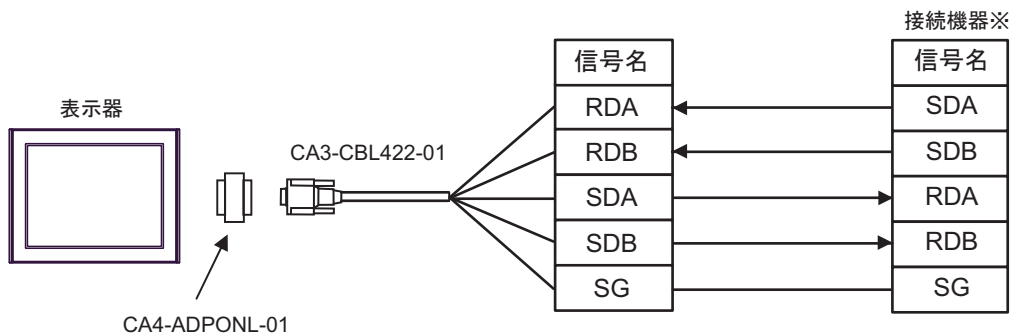 表示器
CA4-ADPONL-01
CA3-CBL422-01
信号名
RDA
RDB
SDA
SDB
SG
接続機器※
信号名
SDA
SDB
RDA
RDB
SG